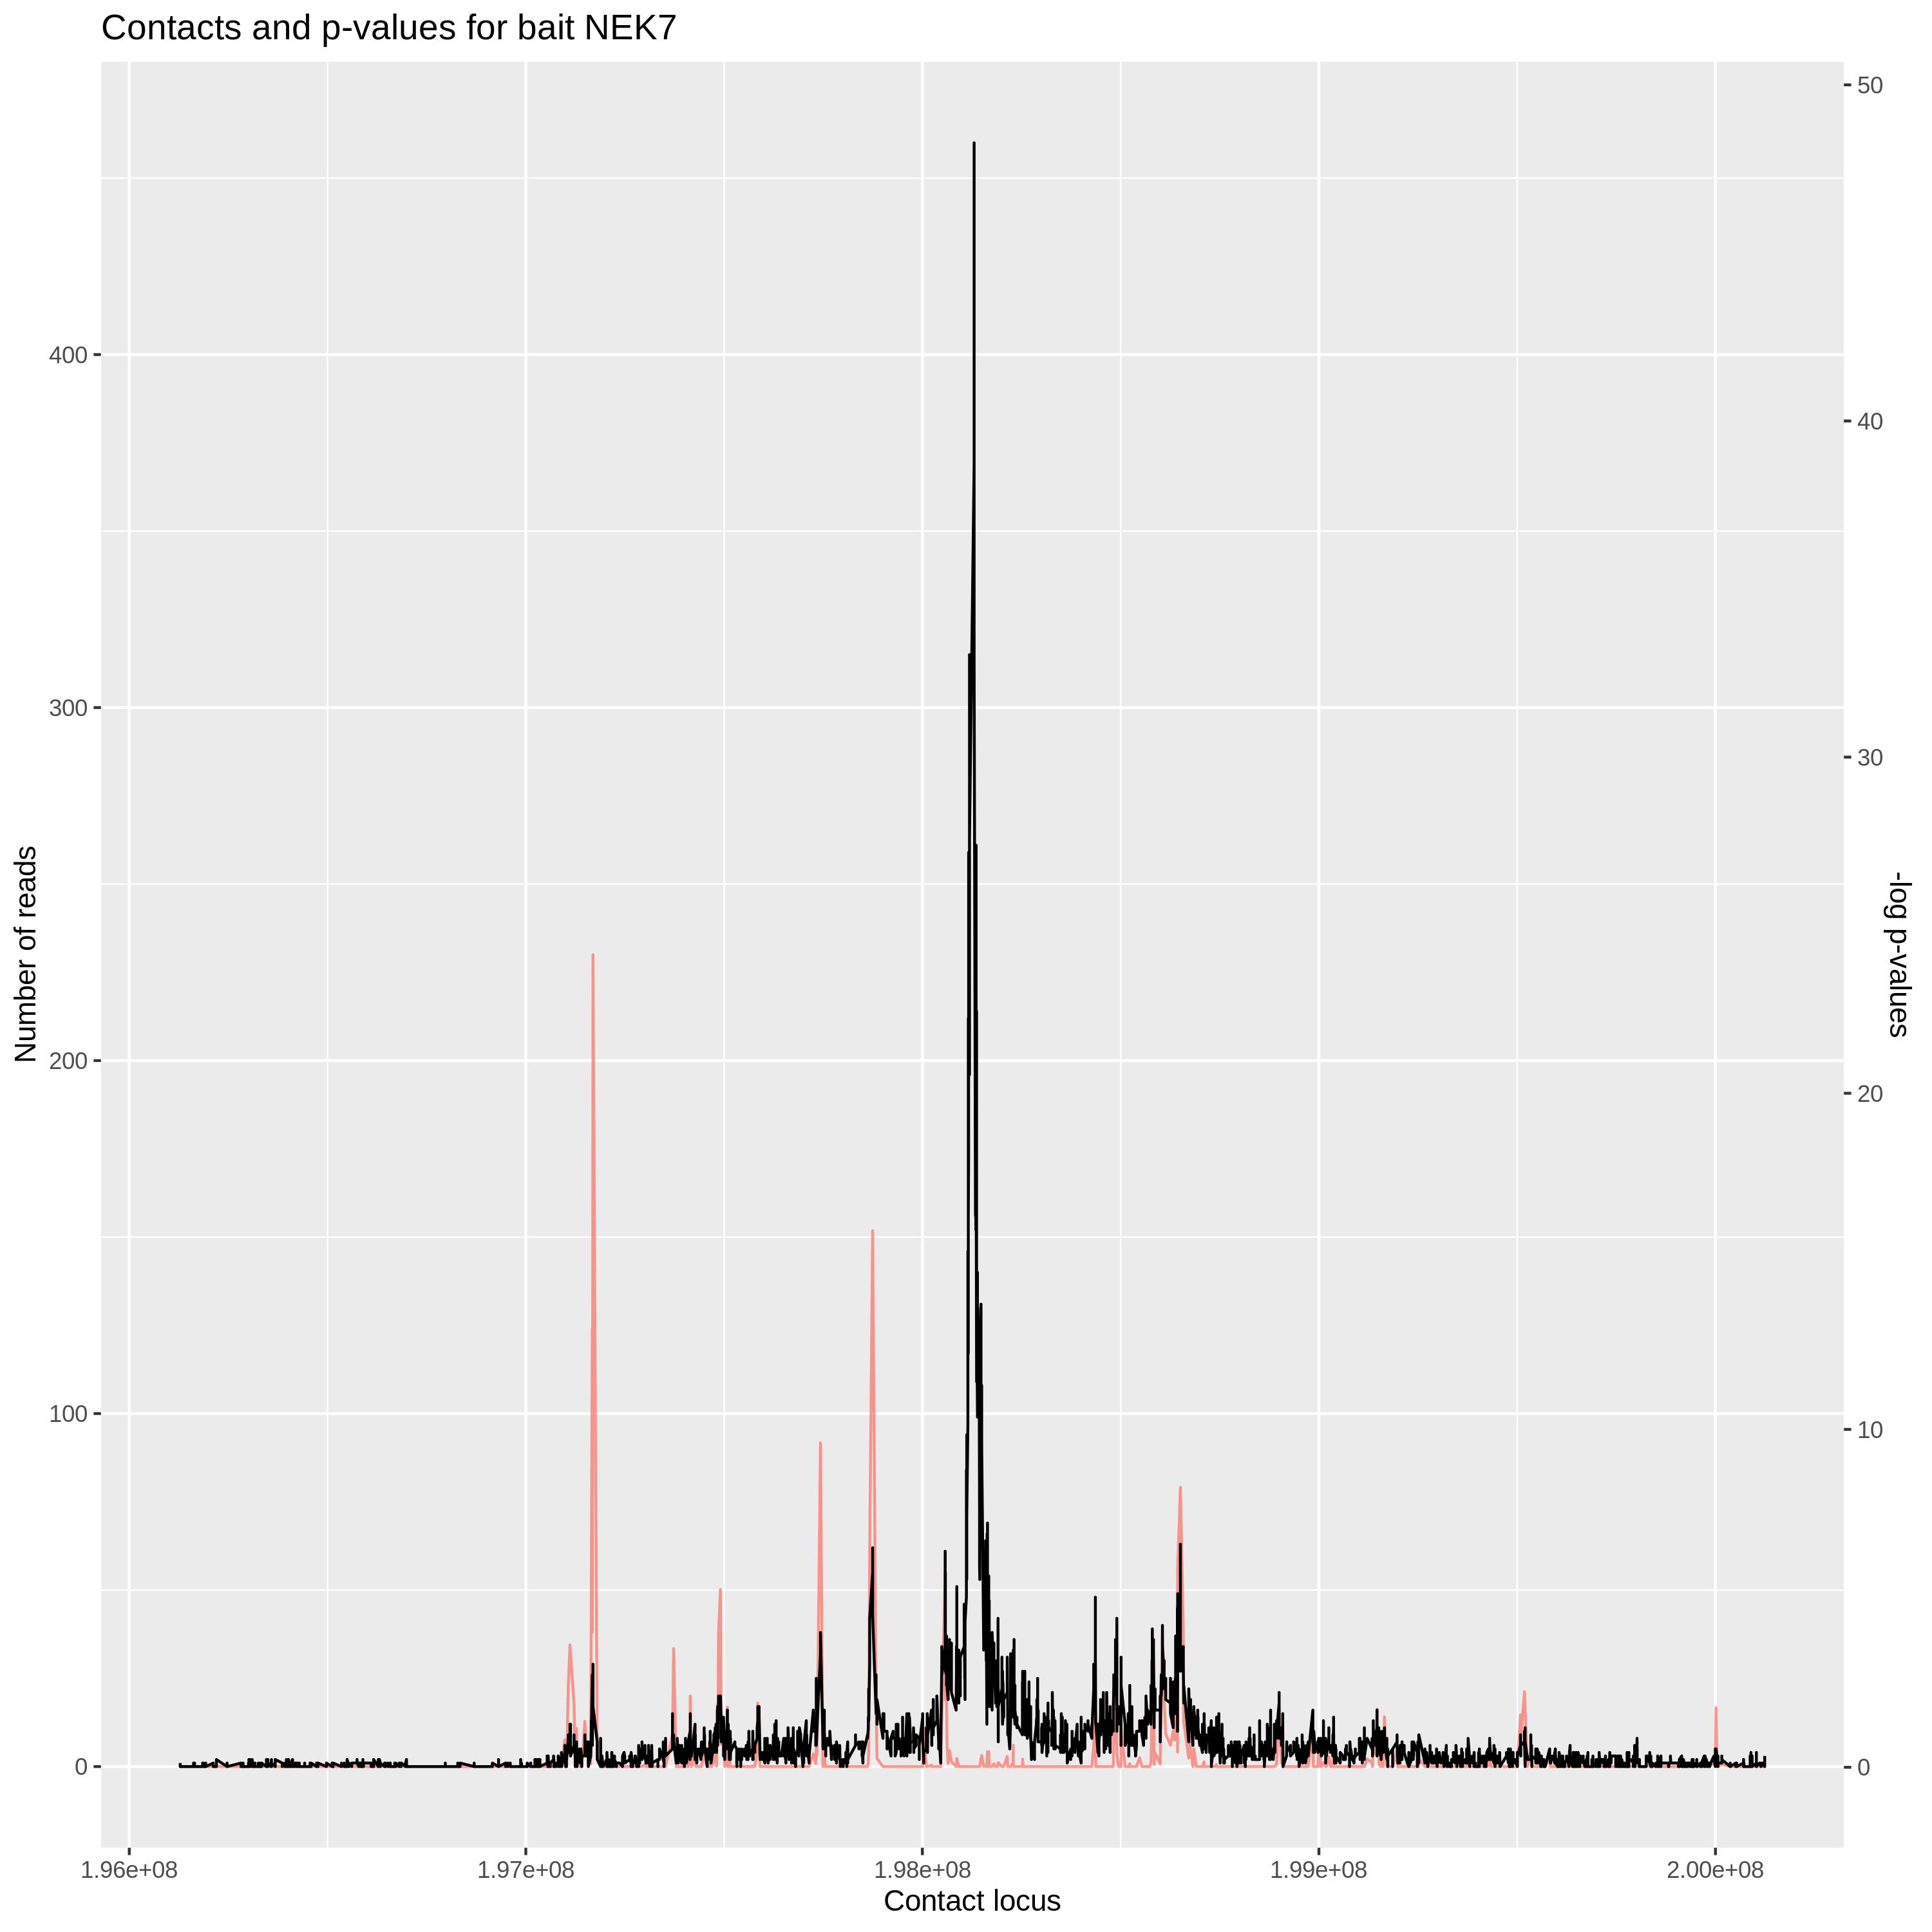 Contacts and p-values for bait NEK7
50
40
30
20
10
0
400
300
200
100
0
Number of reads
-log p-values
1.96e+08 1.97e+08 1.98e+08 1.99e+08 2.00e+08
Contact locus